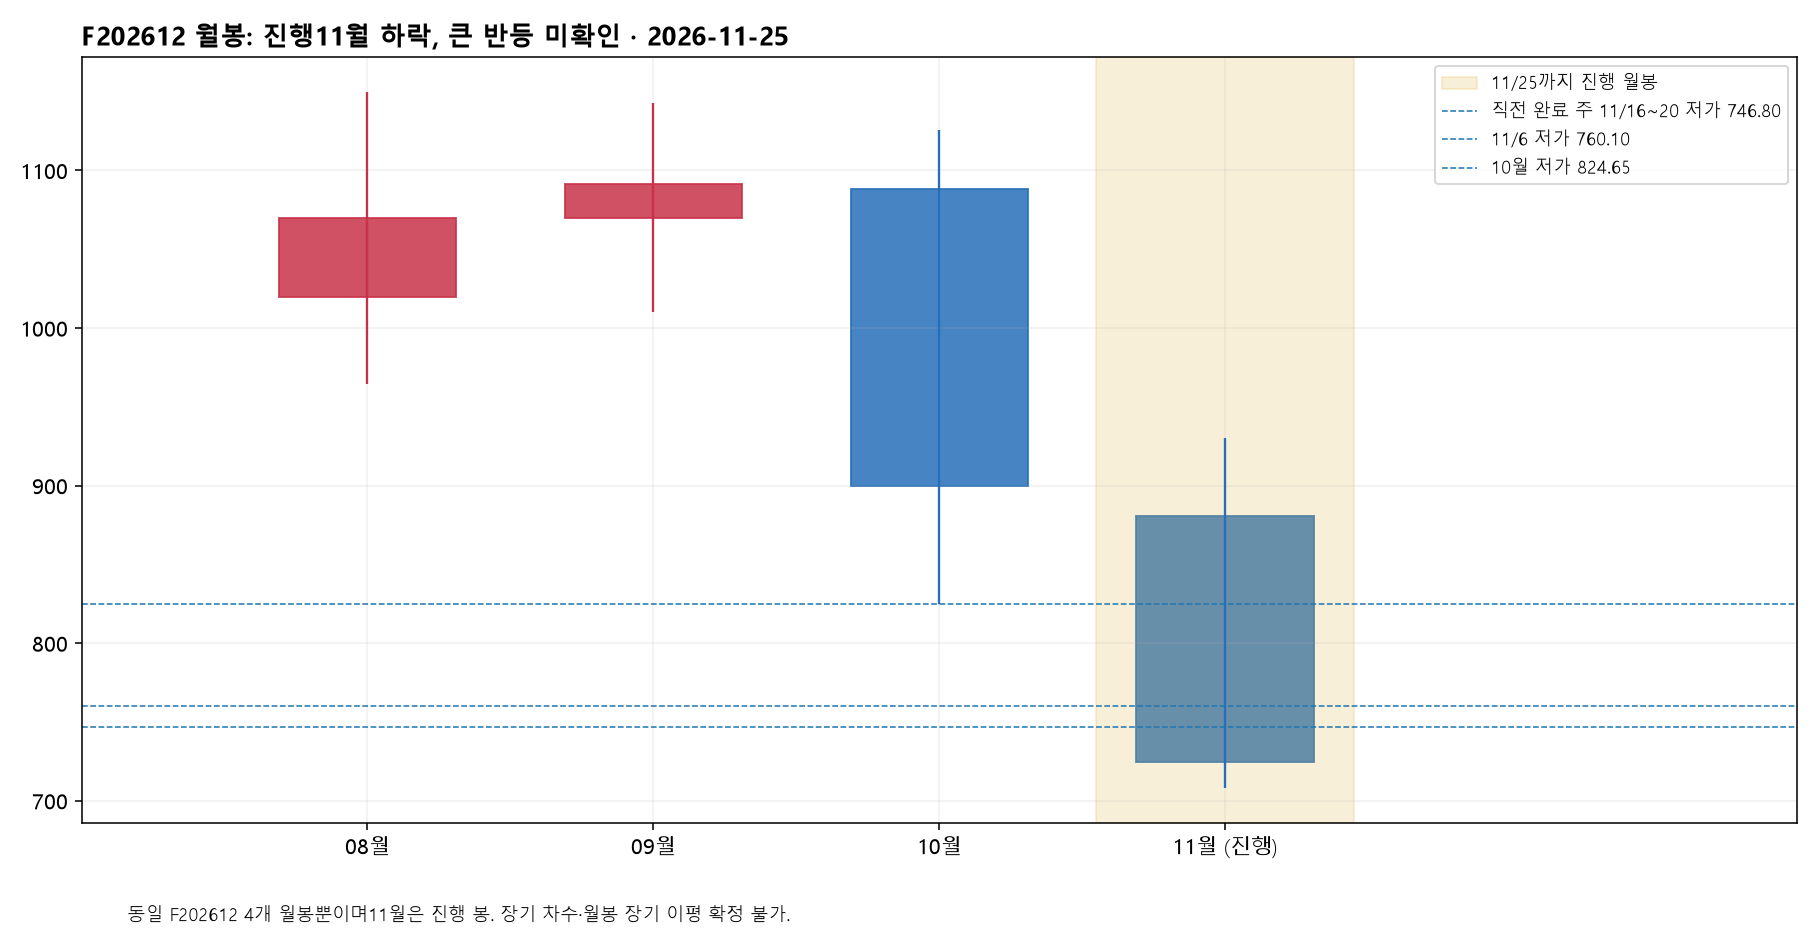 F202612 월봉: 진행11월 하락, 큰 반등 미확인 · 2026-11-25
11/25까지 진행 월봉
직전 완료 주 11/16~20 저가 746.80
11/6 저가 760.10
10월 저가 824.65
1100
1000
900
800
700
08월
09월
10월
11월 (진행)
동일 F202612 4개 월봉뿐이며11월은 진행 봉. 장기 차수·월봉 장기 이평 확정 불가.